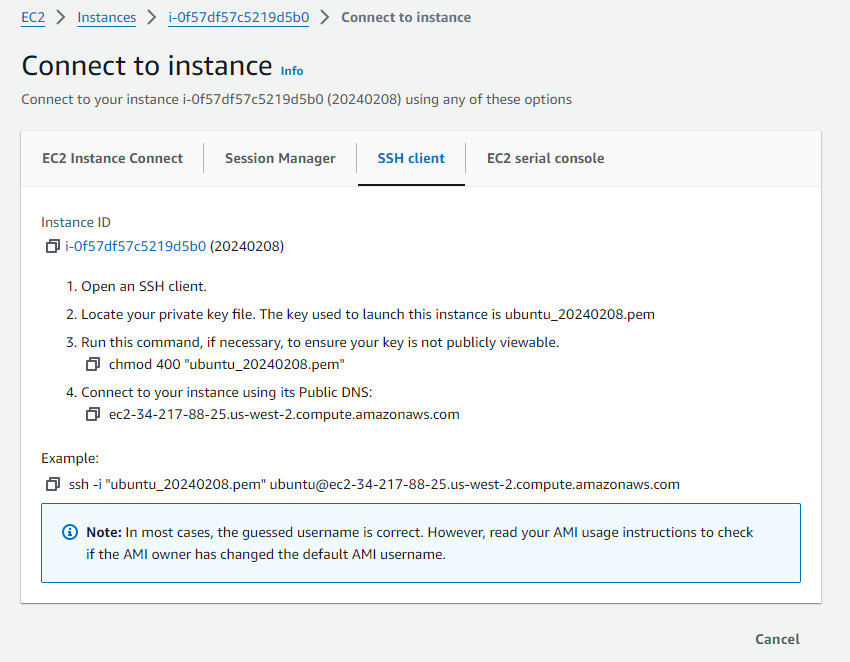 EC2 > Instances > i-0f57df57c5219d5b0 > Connect to instance
Connect to instance Info
Connect to your instance i-0f57df57c5219d5b0 (20240208) using any of these options
EC2 Instance Connect Session Manager SSH client EC2 serial console
Instance ID
i-0f57df57c5219d5b0 (20240208)
1. Open an SSH client.
2. Locate your private key file. The key used to launch this instance is ubuntu_20240208.pem
3. Run this command, if necessary, to ensure your key is not publicly viewable.
chmod 400 "ubuntu_20240208.pem"
4. Connect to your instance using its Public DNS:
ec2-34-217-88-25.us-west-2.compute.amazonaws.com
Example:
ssh -i "ubuntu_20240208.pem" ubuntu@ec2-34-217-88-25.us-west-2.compute.amazonaws.com
Note: In most cases, the guessed username is correct. However, read your AMI usage instructions to check
if the AMI owner has changed the default AMI username.
Cancel